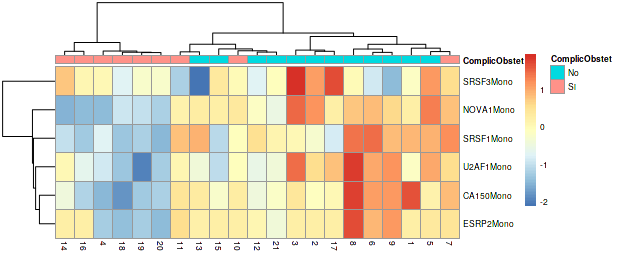 ComplicObstet
ComplicObstet
SRSF3Mono
No
SI
1
NOVA1Mono
0
SRSF1Mono
-1
U2AF1Mono
-2
CA150Mono
ESRP2Mono
14 16 4 18 19 20 11 13 15 10 12 21 3 2 17 8 6 9 1 5 7